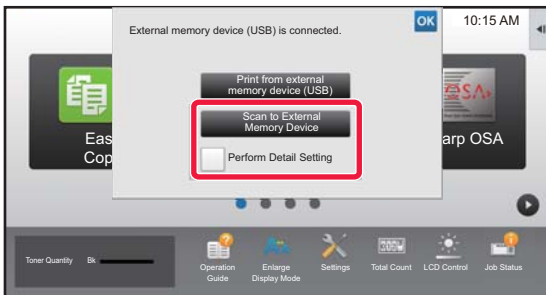 External memory device (USB) is connected.
OK
10:15 AM
Print from external
memory device (USB)
Scan to External
Memory Device
Perform Detail Setting
Eas
Cop
OSA
arp OSA
Toner Quantity Bk
Operation
Guide
Enlarge
Display Mode
Settings
Total Count
LCD Control
Job Status